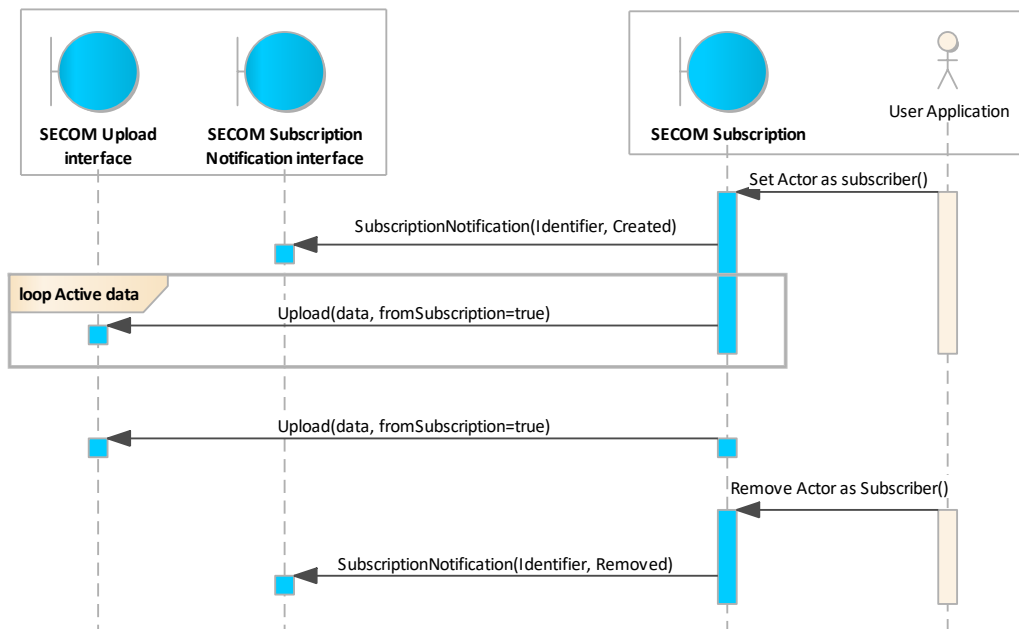 SECOM Upload
interface
SECOM Subscription
Notification interface
SECOM Subscription
User Application
Set Actor as subscriber()
SubscriptionNotification(Identifier, Created)
loop Active data
Upload(data, fromSubscription=true)
Upload(data, fromSubscription=true)
Remove Actor as Subscriber()
SubscriptionNotification(Identifier, Removed)